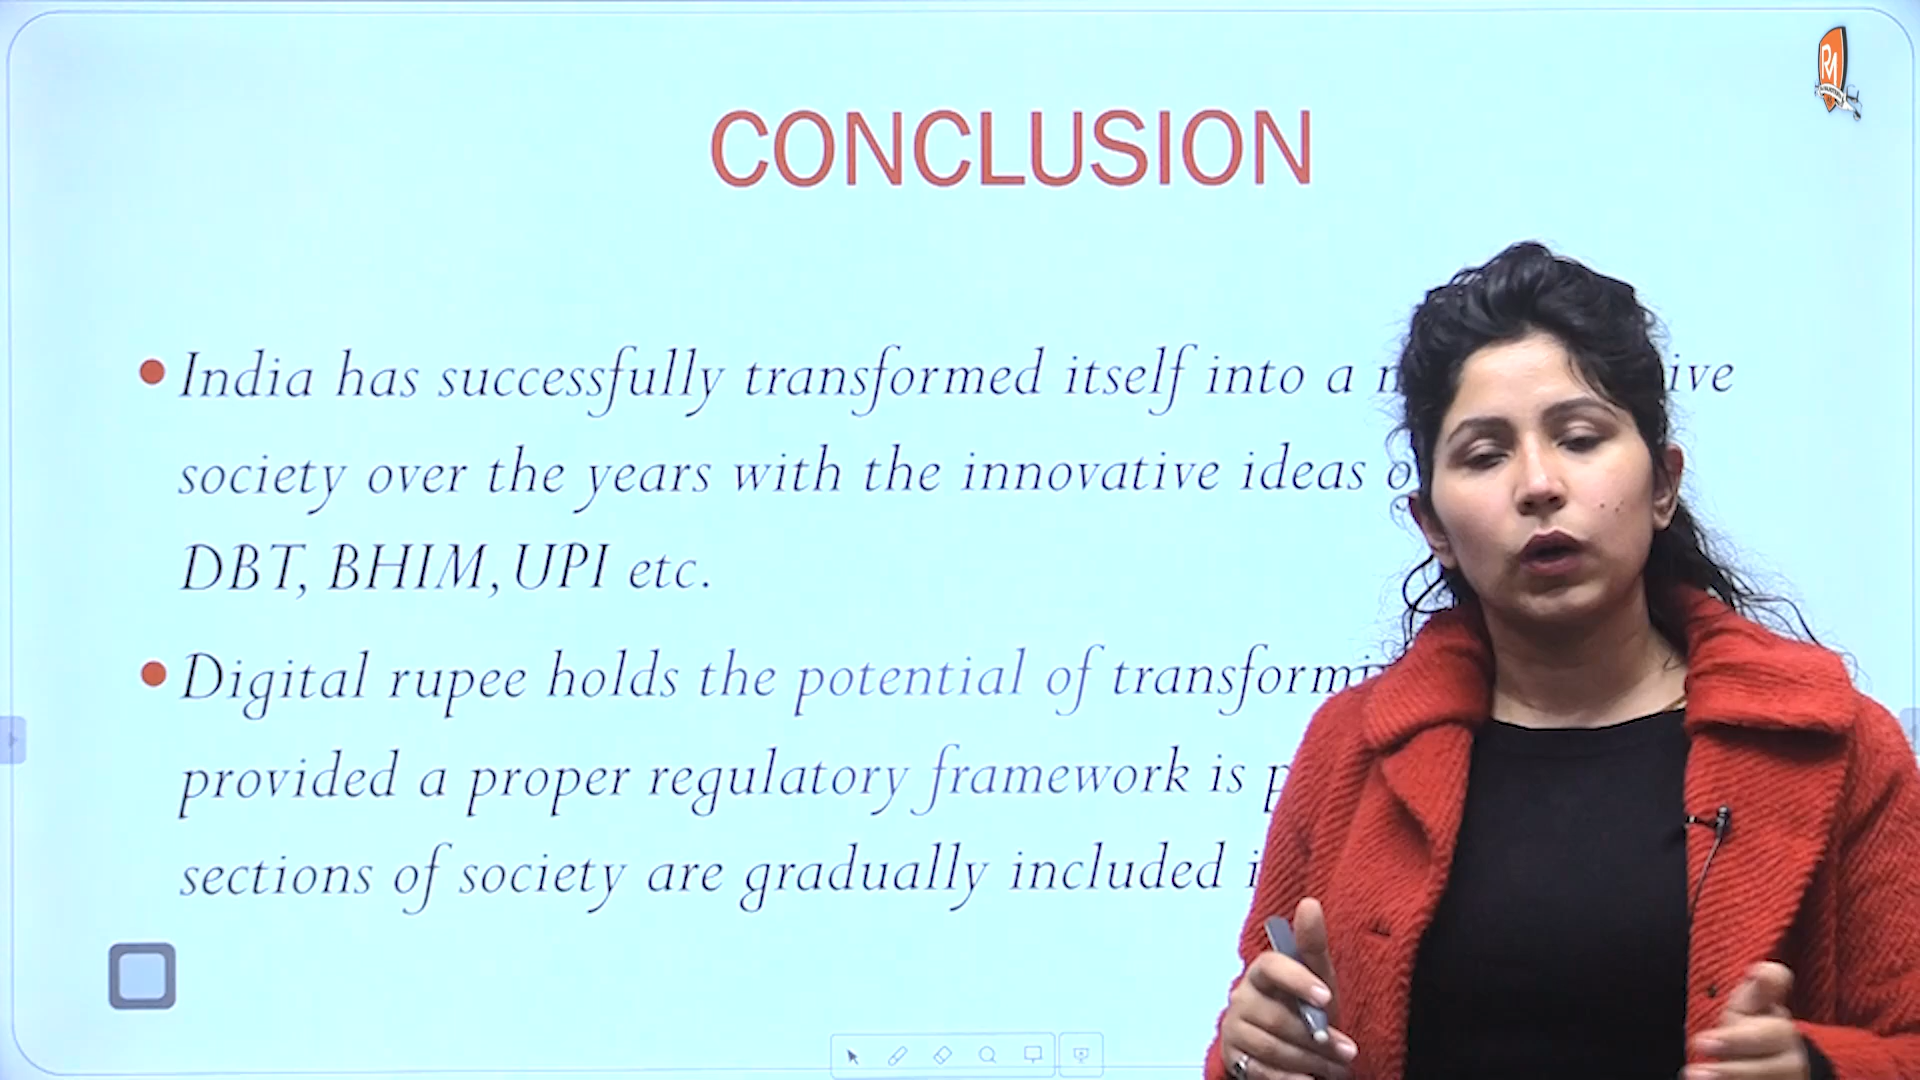 CONCLUSION
India has successfully transformed itself into a
society over the years with the innovative ideas
DBT, BHIM, UPI etc.
Digital rupee holds the potential of
provided a proper regulatory framework is
sections of society are gradually included